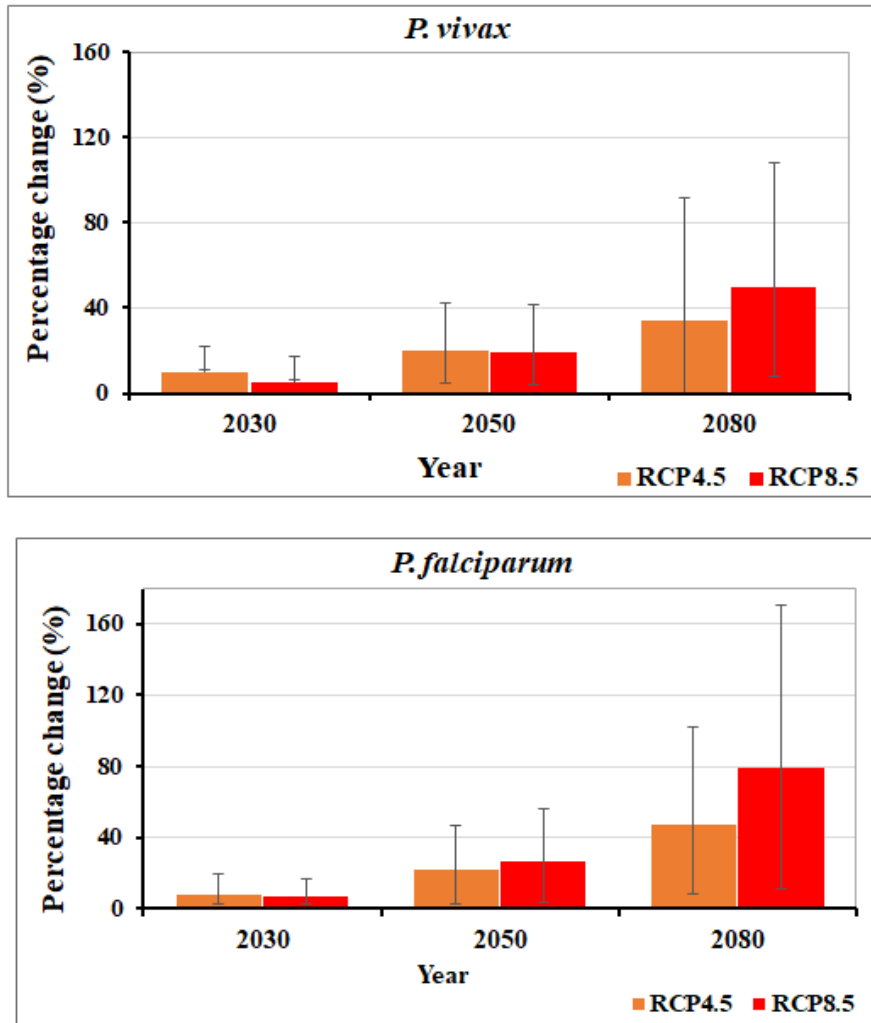 P. vivax
Percentage change (%)
160
120
80
40
0
2030 2050 2080
Year
RCP4.5 RCP8.5
P. falciparum
Percentage change (%)
160
120
80
40
0
2030 2050 2080
Year
RCP4.5 RCP8.5